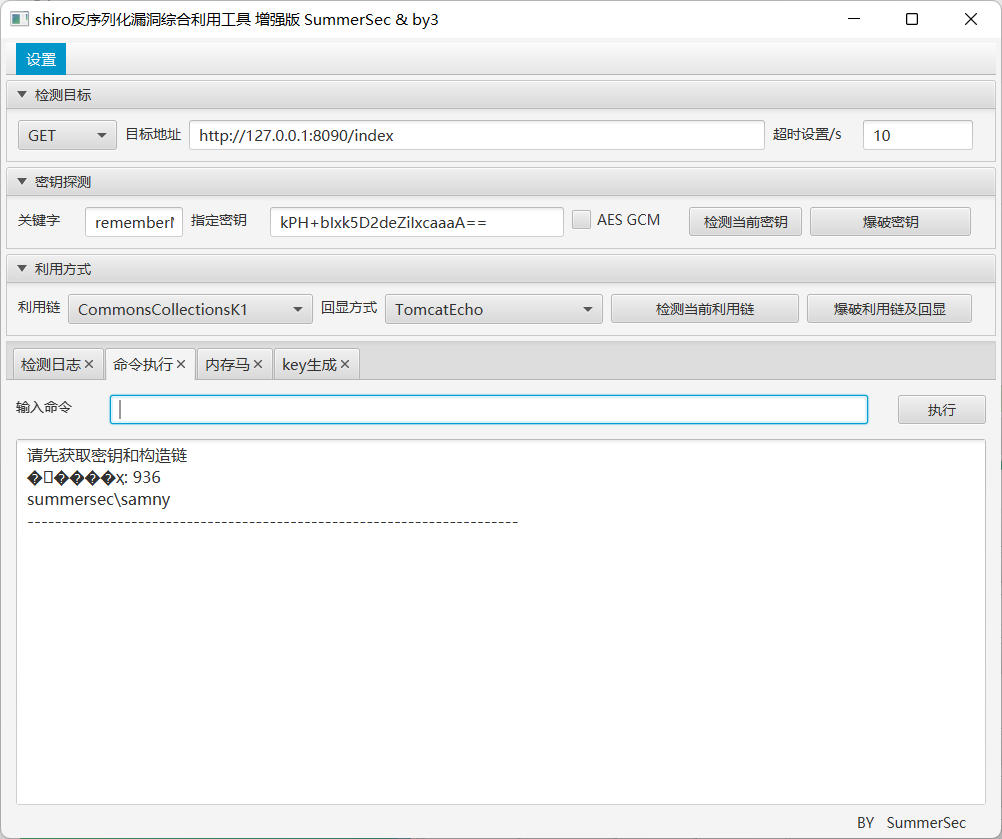 shiro反序列化漏洞综合利用工具 增强版 SummerSec & by3
设置
检测目标
GET 目标地址 http://127.0.0.1:8090/index 超时设置/s 10
密钥探测
关键字 remember 指定密钥 kPH+bIxk5D2deZiIxcaaaA== AES GCM 检测当前密钥 爆破密钥
利用方式
利用链 CommonsCollectionsK1 回显方式 TomcatEcho 检测当前利用链 爆破利用链及回显
检测日志 命令执行 内存马 key生成
输入命令 执行
请先获取密钥和构造链
�▯����ҳ: 936
summersec\samny
----------------------------------------------------------------------
BY SummerSec